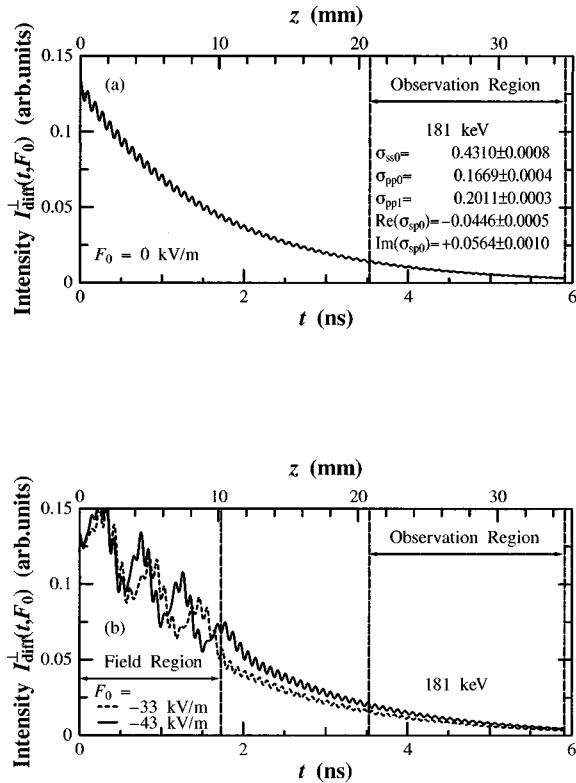 z (mm)
0 10 20 30
0.15
(a)
Observation Region
181 keV
σss0= 0.4310±0.0008
σpp0= 0.1669±0.0004
σpp1= 0.2011±0.0003
Re(σsp0)=−0.0446±0.0005
Im(σsp0)=+0.0564±0.0010
0.1
0.05
0
F0 = 0 kV/m
Intensity I⊥diff(t,F0) (arb.units)
0 2 4 6
t (ns)
z (mm)
0 10 20 30
0.15
Observation Region
0.1
(b)
0.05
Field Region
181 keV
F0 =
−33 kV/m
−43 kV/m
0
Intensity I⊥diff(t,F0) (arb.units)
0 2 4 6
t (ns)